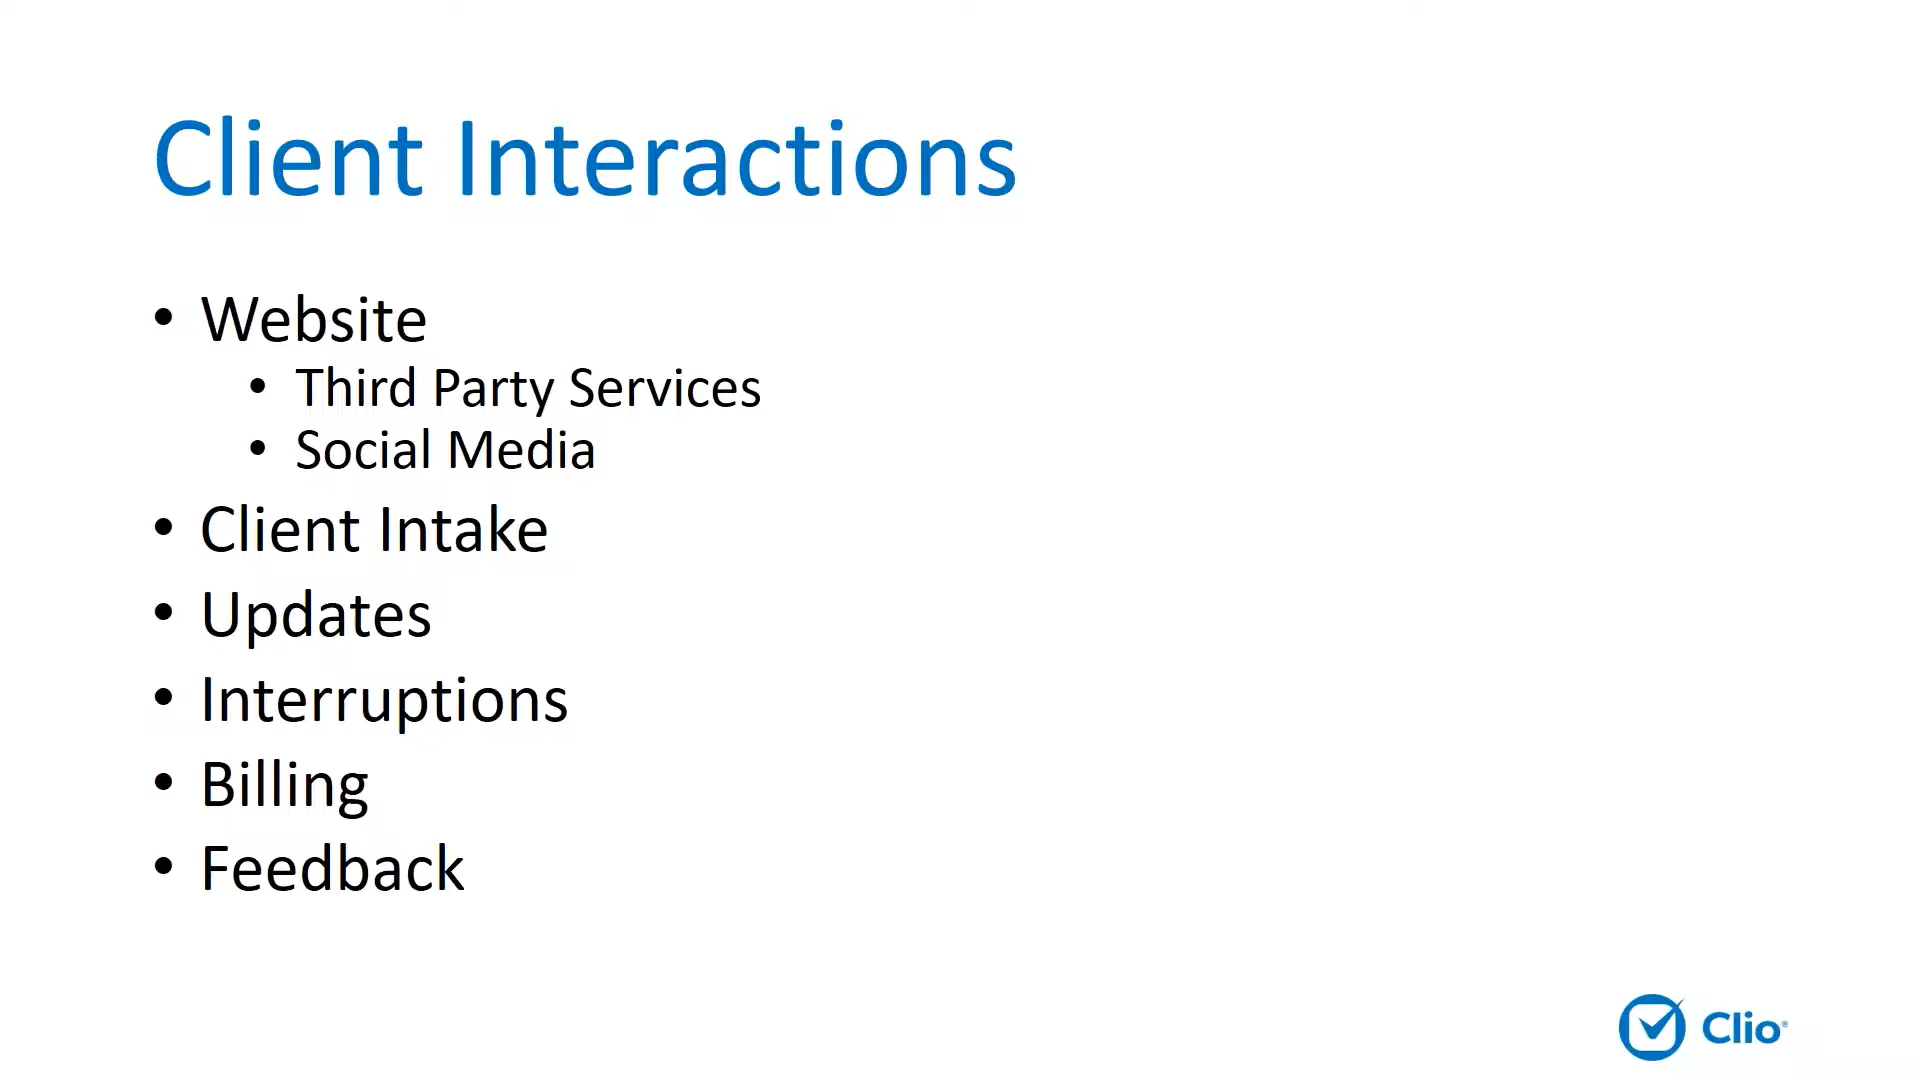 Client Interactions
• Website
• Third Party Services
• Social Media
• Client Intake
• Updates
• Interruptions
• Billing
• Feedback
Clio®